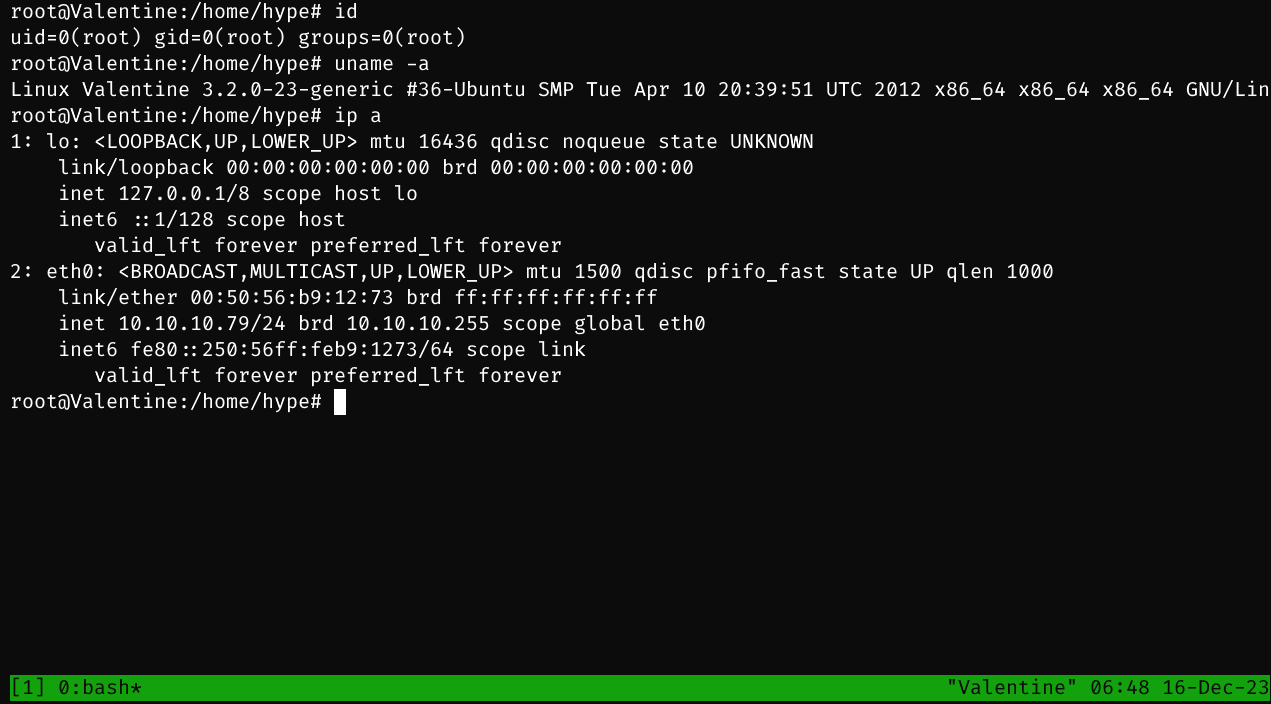 root@Valentine:/home/hype# id
uid=0(root) gid=0(root) groups=0(root)
root@Valentine:/home/hype# uname -a
Linux Valentine 3.2.0-23-generic #36-Ubuntu SMP Tue Apr 10 20:39:51 UTC 2012 x86_64 x86_64 x86_64 GNU/Lin
root@Valentine:/home/hype# ip a
1: lo: <LOOPBACK,UP,LOWER_UP> mtu 16436 qdisc noqueue state UNKNOWN
    link/loopback 00:00:00:00:00:00 brd 00:00:00:00:00:00
    inet 127.0.0.1/8 scope host lo
    inet6 ::1/128 scope host
       valid_lft forever preferred_lft forever
2: eth0: <BROADCAST,MULTICAST,UP,LOWER_UP> mtu 1500 qdisc pfifo_fast state UP qlen 1000
    link/ether 00:50:56:b9:12:73 brd ff:ff:ff:ff:ff:ff
    inet 10.10.10.79/24 brd 10.10.10.255 scope global eth0
    inet6 fe80::250:56ff:feb9:1273/64 scope link
       valid_lft forever preferred_lft forever
root@Valentine:/home/hype#
[1] 0:bash* "Valentine" 06:48 16-Dec-23